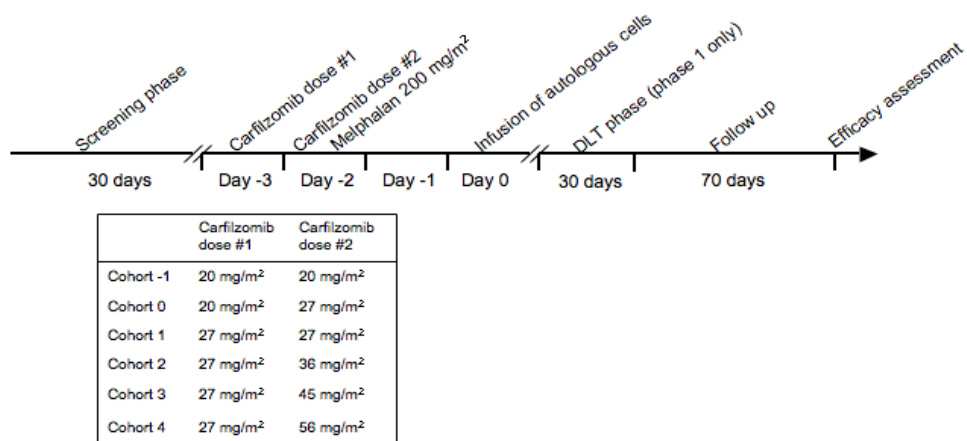 Screening phase
Carfilzomib dose #1
Carfilzomib dose #2
Melphalan 200 mg/m²
Infusion of autologous cells
DLT phase (phase 1 only)
Follow up
Efficacy assessment
30 days
Day -3
Day -2
Day -1
Day 0
30 days
70 days
Carfilzomib dose #1 Carfilzomib dose #2
Cohort -1 20 mg/m² 20 mg/m²
Cohort 0 20 mg/m² 27 mg/m²
Cohort 1 27 mg/m² 27 mg/m²
Cohort 2 27 mg/m² 36 mg/m²
Cohort 3 27 mg/m² 45 mg/m²
Cohort 4 27 mg/m² 56 mg/m²